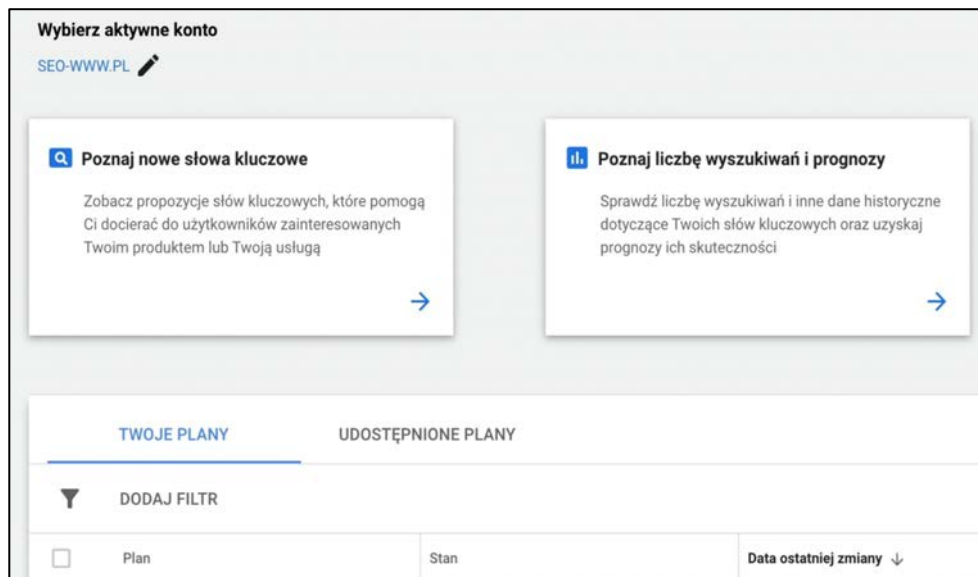 Wybierz aktywne konto
SEO-WWW.PL
Poznaj nowe słowa kluczowe
Zobacz propozycje słów kluczowych, które pomogą
Ci docierać do użytkowników zainteresowanych
Twoim produktem lub Twoją usługą
Poznaj liczbę wyszukiwań i prognozy
Sprawdź liczbę wyszukiwań i inne dane historyczne
dotyczące Twoich słów kluczowych oraz uzyskaj
prognozy ich skuteczności
TWOJE PLANY UDOSTĘPNIONE PLANY
DODAJ FILTR
Plan Stan Data ostatniej zmiany